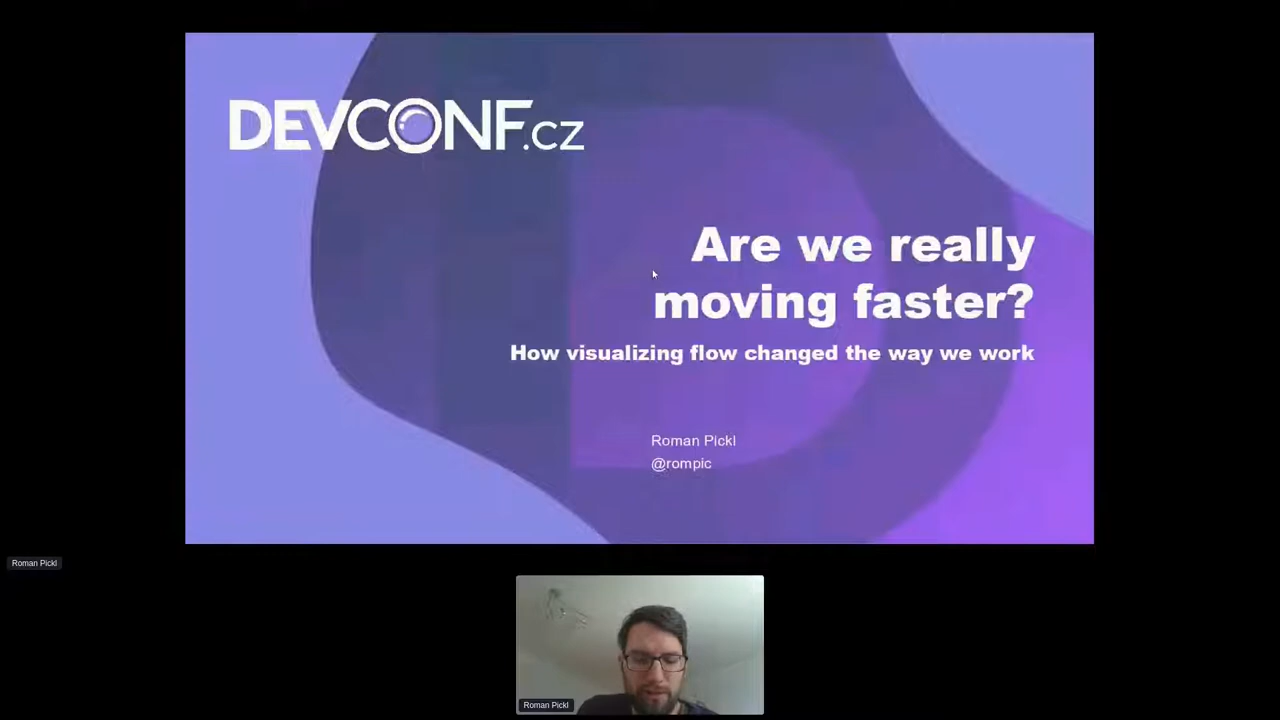 DEVCONF.cz
Are we really
moving faster?
How visualizing flow changed the way we work
Roman Pickl
@rompic
Roman Pickl
Roman Pickl